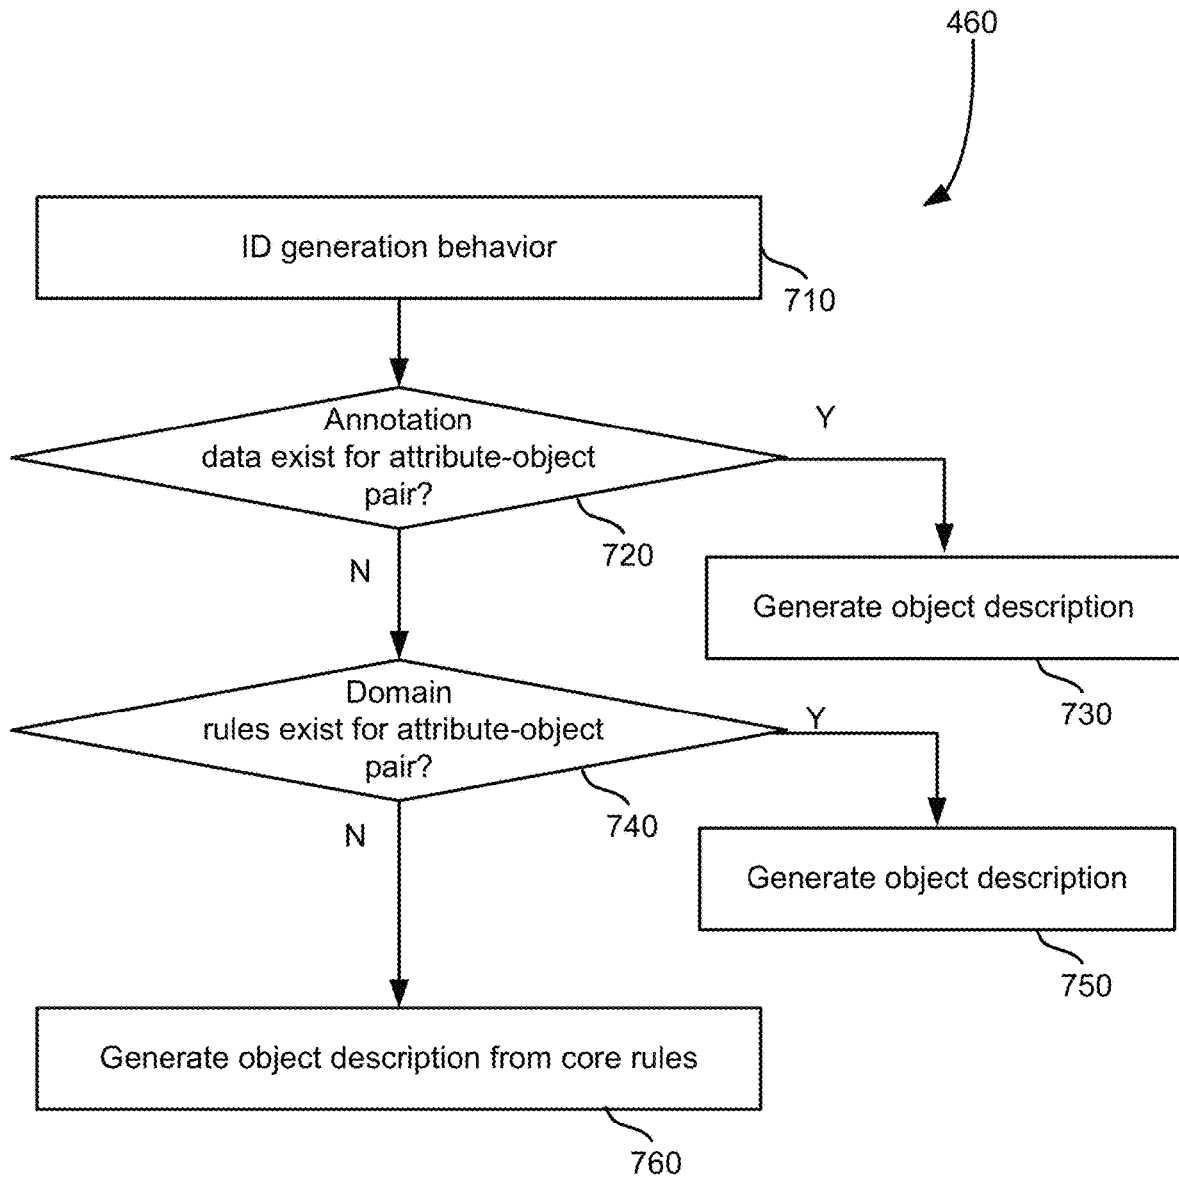 460
ID generation behavior
710
Annotation
data exist for attribute-object
pair?
Y
720
N
Generate object description
730
Domain
rules exist for attribute-object
pair?
Y
740
N
Generate object description
750
Generate object description from core rules
760